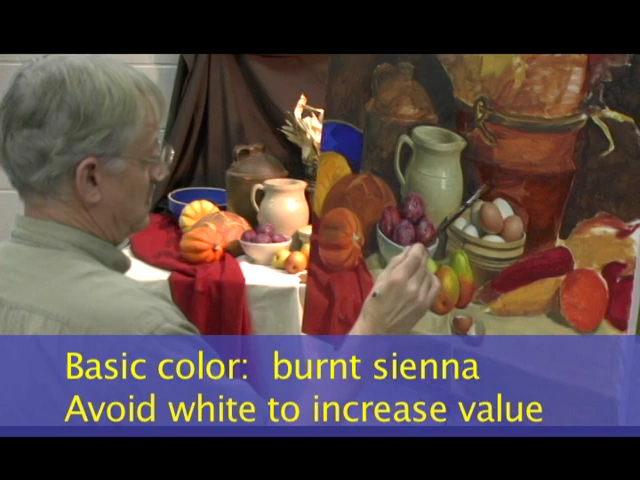 Basic color:  burnt sienna
Avoid white to increase value